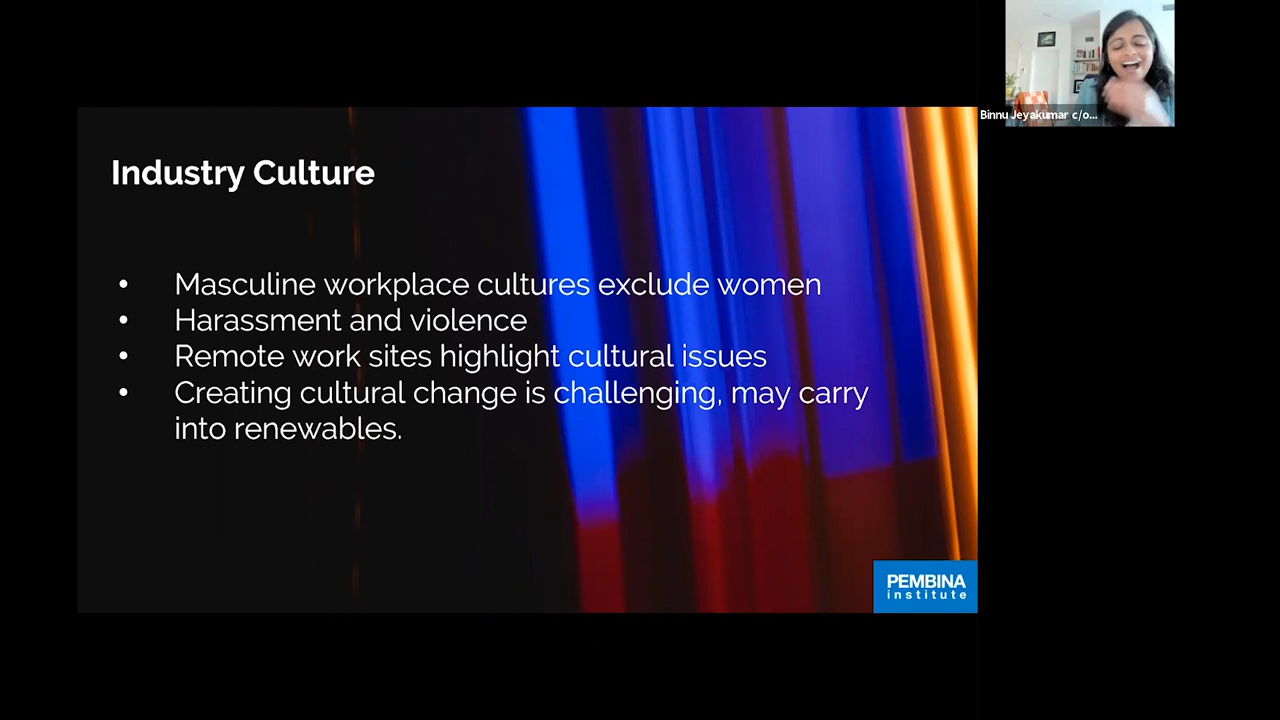 Binnu Jeyakumar c/o...
Industry Culture
• Masculine workplace cultures exclude women
• Harassment and violence
• Remote work sites highlight cultural issues
• Creating cultural change is challenging, may carry
into renewables.
PEMBINA
institute